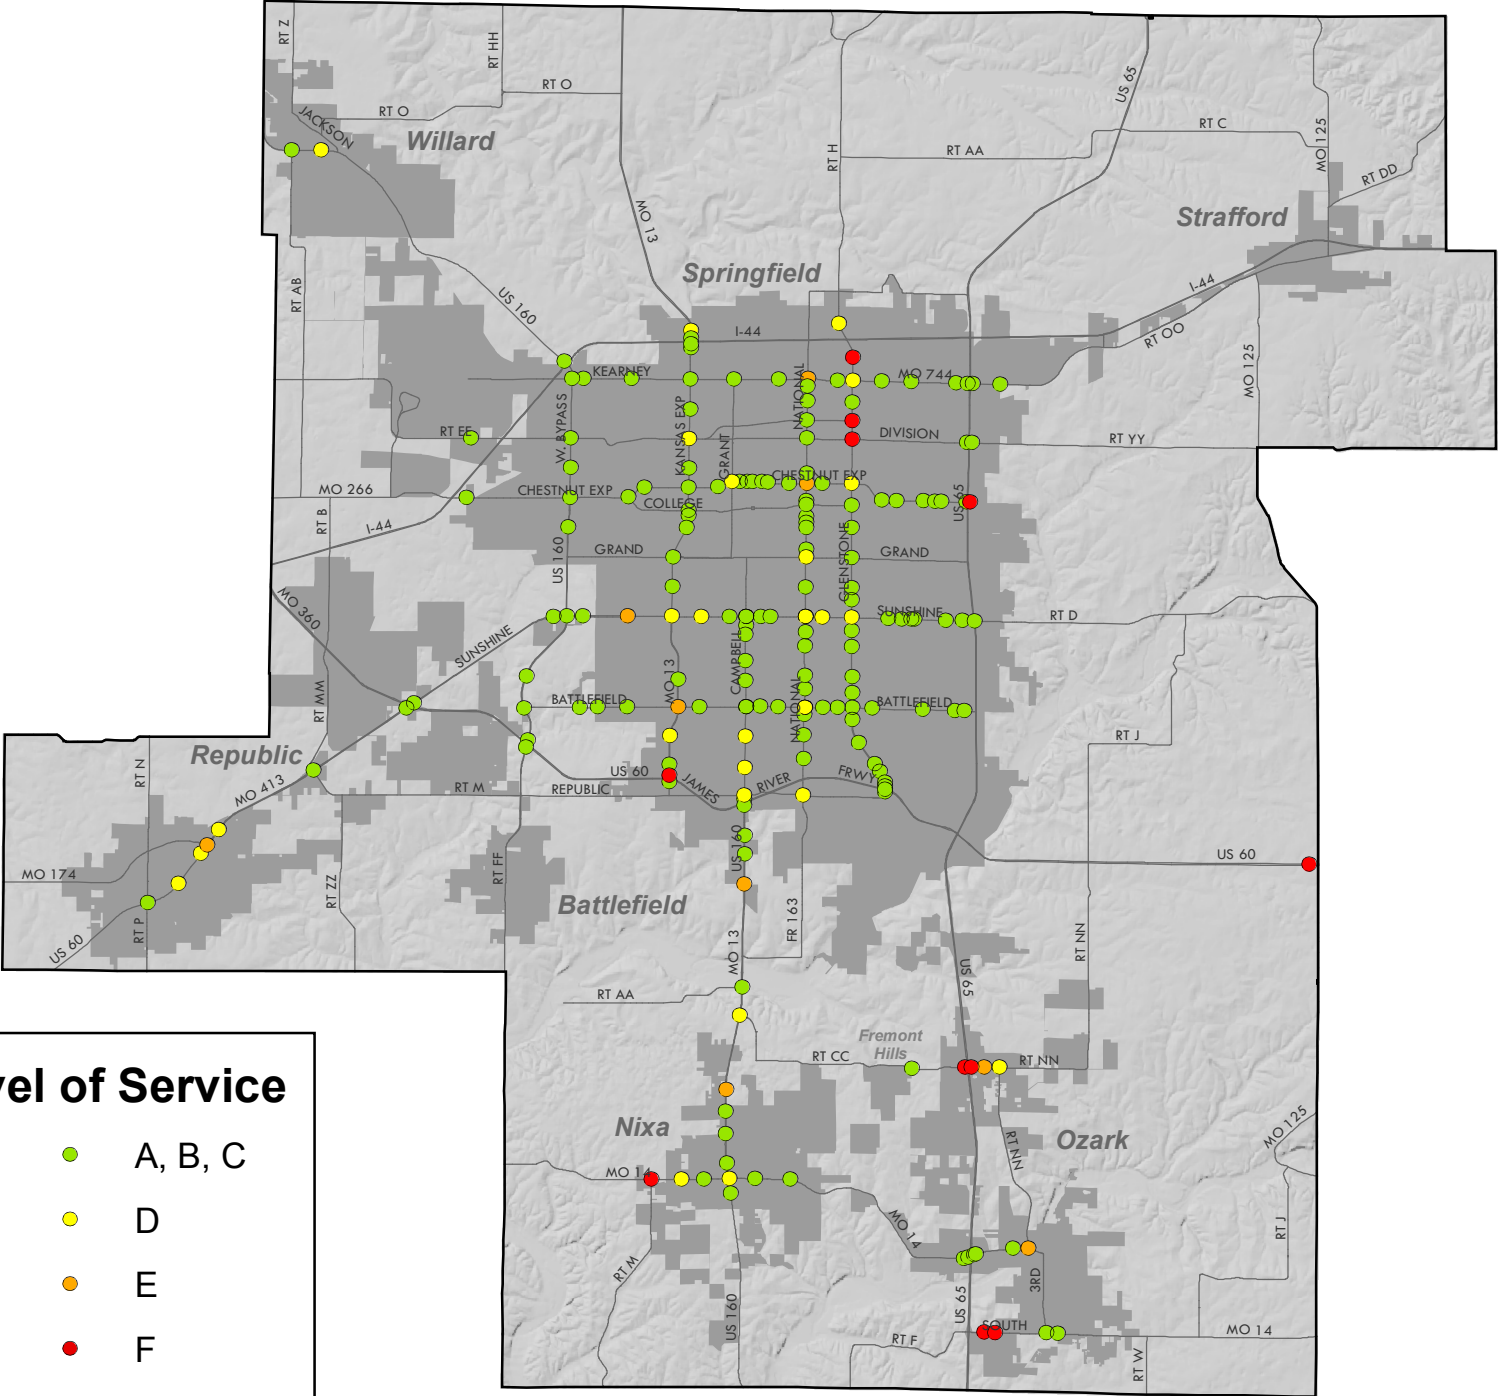 RT Z
RT HH
RT O
RT O
JACKSON
Willard
US 65
RT C
RT AA
RT H
MO 125
RT DD
MO 13
Strafford
Springfield
RT AB
US 160
I-44
I-44
RT OO
MO 125
KEARNEY
MO 744
NATIONAL
W. BYPASS
KANSAS EXP
RT EE
GRANT
DIVISION
RT YY
CHESTNUT EXP
MO 266
CHESTNUT EXP
COLLEGE
US 65
RT B
I-44
GLENSTONE
US 160
GRAND
GRAND
MO 360
SUNSHINE
SUNSHINE
RT D
CAMPBELL
MO 13
RT MM
BATTLEFIELD
NATIONAL
BATTLEFIELD
RT J
Republic
RT N
MO 413
US 60
RT M
REPUBLIC
JAMES
RIVER
FRWY
US 160
US 60
MO 174
RT ZZ
RT FF
Battlefield
FR 163
RT P
US 60
MO 13
RT NN
US 65
RT AA
Fremont
Hills
RT CC
RT NN
Nixa
RT NN
Ozark
MO 125
MO 14
MO 14
RT J
RT M
3RD
US 160
US 65
SOUTH
RT F
MO 14
RT W
vel of Service
A, B, C
D
E
F